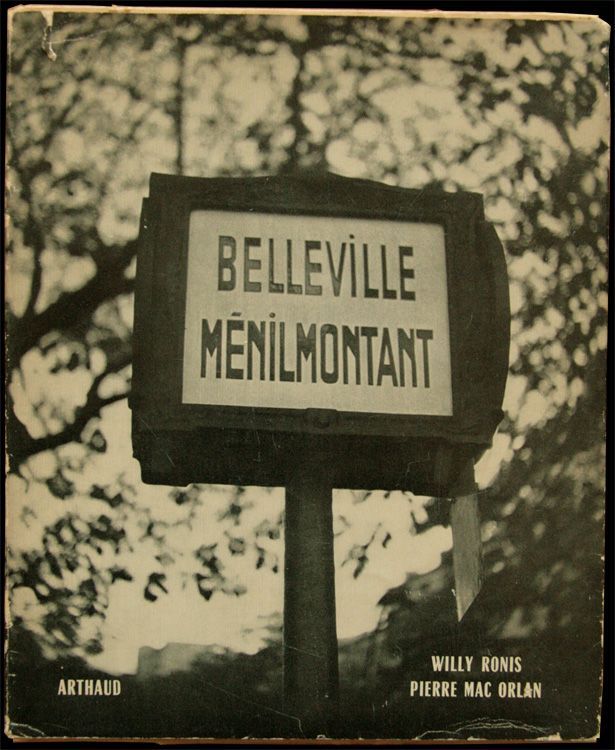 BELLEVILLE
MÉNILMONTANT
ARTHAUD
WILLY RONIS
PIERRE MAC ORLAN